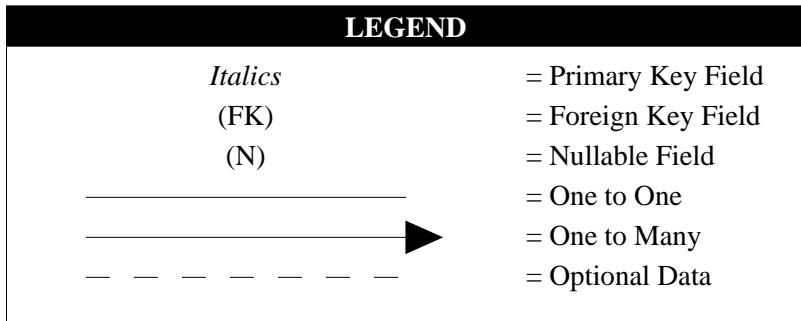 LEGEND
Italics = Primary Key Field
(FK) = Foreign Key Field
(N) = Nullable Field
= One to One
= One to Many
= Optional Data